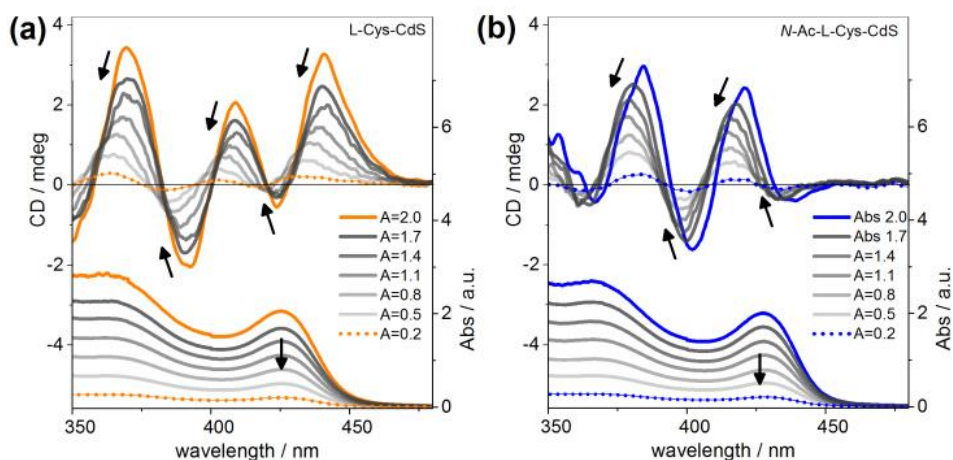 (a)
L-Cys-CdS
4
2
0
-2
-4
CD / mdeg
6
4
2
0
Abs / a.u.
A=2.0
A=1.7
A=1.4
A=1.1
A=0.8
A=0.5
A=0.2
350
400
450
wavelength / nm
(b)
N-Ac-L-Cys-CdS
4
2
0
-2
-4
CD / mdeg
6
4
2
0
Abs / a.u.
Abs 2.0
Abs 1.7
A=1.4
A=1.1
A=0.8
A=0.5
A=0.2
350
400
450
wavelength / nm